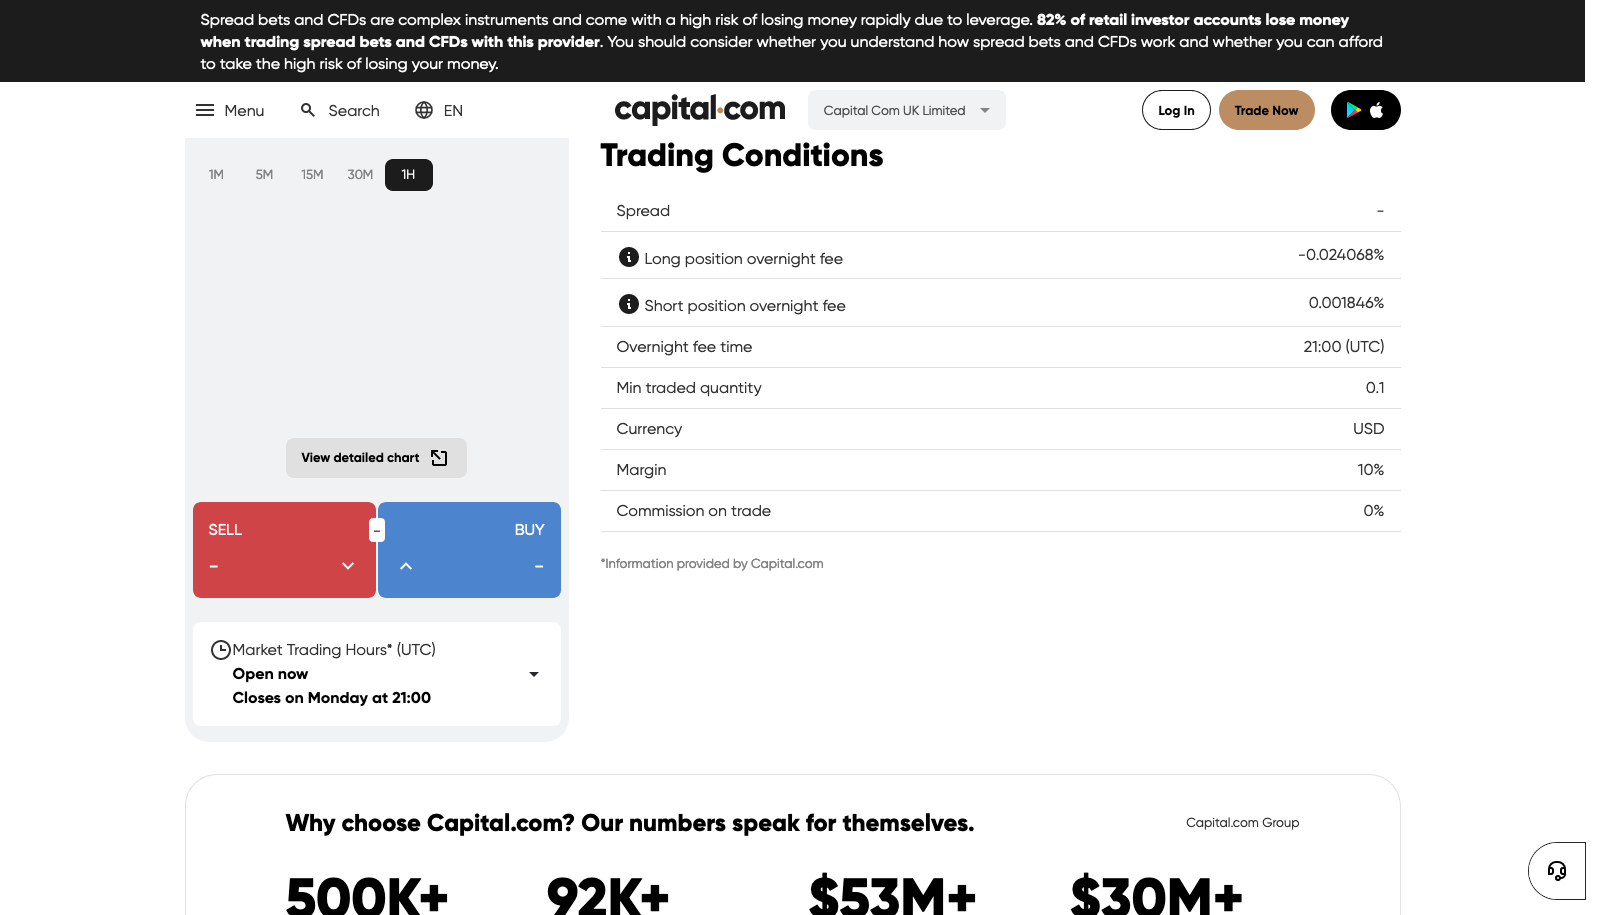 Spread bets and CFDs are complex instruments and come with a high risk of losing money rapidly due to leverage. 82% of retail investor accounts lose money
when trading spread bets and CFDs with this provider. You should consider whether you understand how spread bets and CFDs work and whether you can afford
to take the high risk of losing your money.
Menu
Search
EN
capital.com
Capital Com UK Limited
Log In
Trade Now
1M
5M
15M
30M
1H
View detailed chart
SELL
-
BUY
-
-
Market Trading Hours* (UTC)
Open now
Closes on Monday at 21:00
Trading Conditions
Spread -
Long position overnight fee -0.024068%
Short position overnight fee 0.001846%
Overnight fee time 21:00 (UTC)
Min traded quantity 0.1
Currency USD
Margin 10%
Commission on trade 0%
*Information provided by Capital.com
Why choose Capital.com? Our numbers speak for themselves.
Capital.com Group
500K+
92K+
$53M+
$30M+